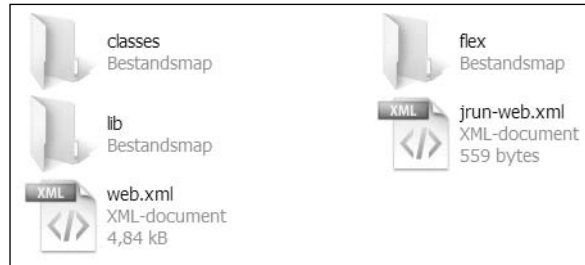 classes
Bestandsmap
flex
Bestandsmap
lib
Bestandsmap
XML
jrun-web.xml
XML-document
559 bytes
XML
web.xml
XML-document
4,84 kB